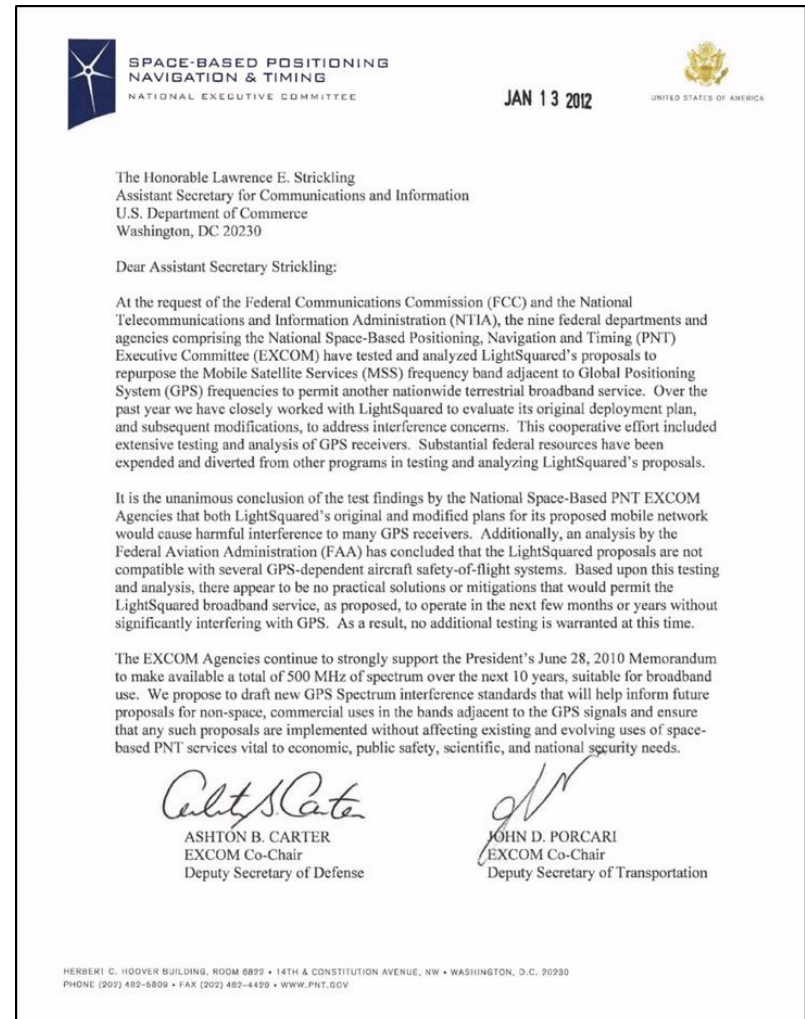 SPACE-BASED POSITIONING
NAVIGATION & TIMING
NATIONAL EXECUTIVE COMMITTEE
JAN 13 2012
UNITED STATES OF AMERICA
The Honorable Lawrence E. Strickling
Assistant Secretary for Communications and Information
U.S. Department of Commerce
Washington, DC 20230
Dear Assistant Secretary Strickling:
At the request of the Federal Communications Commission (FCC) and the National
Telecommunications and Information Administration (NTIA), the nine federal departments and
agencies comprising the National Space-Based Positioning, Navigation and Timing (PNT)
Executive Committee (EXCOM) have tested and analyzed LightSquared's proposals to
repurpose the Mobile Satellite Services (MSS) frequency band adjacent to Global Positioning
System (GPS) frequencies to permit another nationwide terrestrial broadband service. Over the
past year we have closely worked with LightSquared to evaluate its original deployment plan,
and subsequent modifications, to address interference concerns. This cooperative effort included
extensive testing and analysis of GPS receivers. Substantial federal resources have been
expended and diverted from other programs in testing and analyzing LightSquared's proposals.
It is the unanimous conclusion of the test findings by the National Space-Based PNT EXCOM
Agencies that both LightSquared's original and modified plans for its proposed mobile network
would cause harmful interference to many GPS receivers. Additionally, an analysis by the
Federal Aviation Administration (FAA) has concluded that the LightSquared proposals are not
compatible with several GPS-dependent aircraft safety-of-flight systems. Based upon this testing
and analysis, there appear to be no practical solutions or mitigations that would permit the
LightSquared broadband service, as proposed, to operate in the next few months or years without
significantly interfering with GPS. As a result, no additional testing is warranted at this time.
The EXCOM Agencies continue to strongly support the President's June 28, 2010 Memorandum
to make available a total of 500 MHz of spectrum over the next 10 years, suitable for broadband
use. We propose to draft new GPS Spectrum interference standards that will help inform future
proposals for non-space, commercial uses in the bands adjacent to the GPS signals and ensure
that any such proposals are implemented without affecting existing and evolving uses of space-
based PNT services vital to economic, public safety, scientific, and national security needs.
ASHTON B. CARTER
EXCOM Co-Chair
Deputy Secretary of Defense
JOHN D. PORCARI
EXCOM Co-Chair
Deputy Secretary of Transportation
HERBERT C. HOOVER BUILDING, ROOM 6822 • 14TH & CONSTITUTION AVENUE, NW • WASHINGTON, D.C. 20230
PHONE (202) 482-5809 • FAX (202) 482-4429 • WWW.PNT.GOV